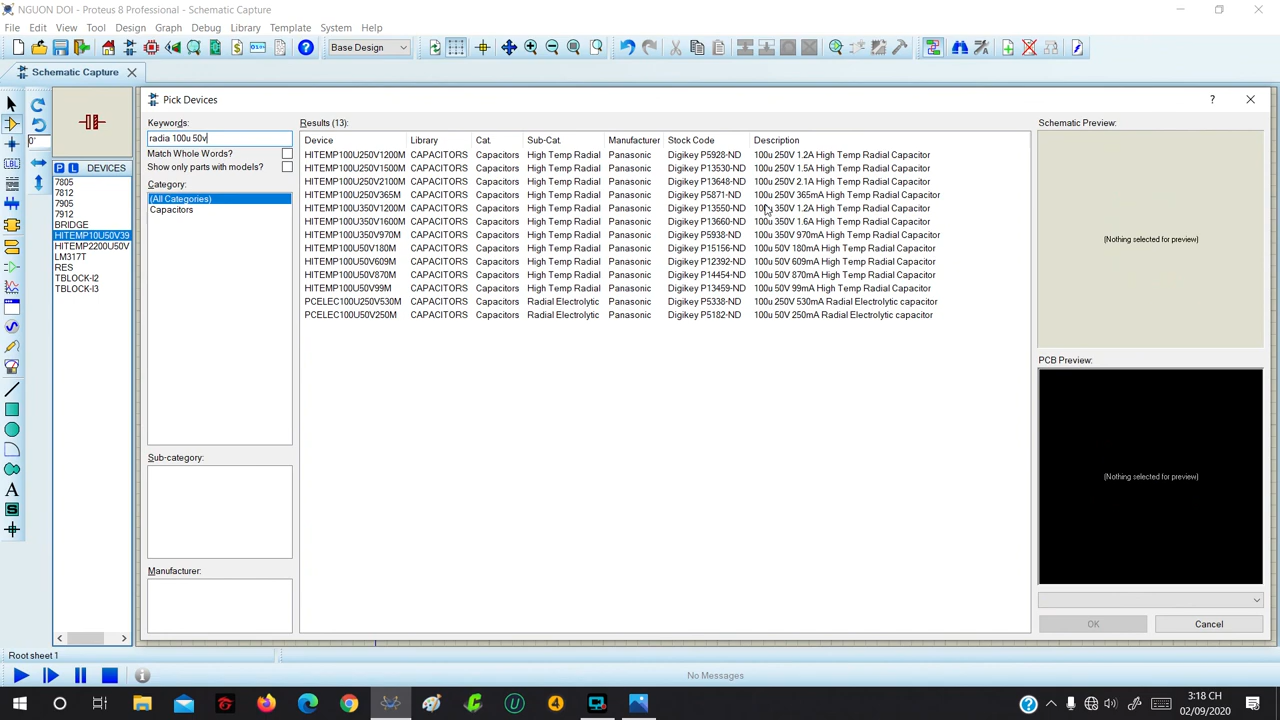 NGUON DOI - Proteus 8 Professional - Schematic Capture
File Edit View Tool Design Graph Debug Library Template System Help
Base Design
Schematic Capture
Pick Devices
Keywords:
radia 100u 50v
Match Whole Words?
Show only parts with models?
Category:
(All Categories)
Capacitors
Sub-category:
Manufacturer:
0°
P L DEVICES
7805
7812
7905
7912
BRIDGE
HITEMP10U50V39
HITEMP2200U50V
LM317T
RES
TBLOCK-I2
TBLOCK-I3
Results (13):
Device Library Cat. Sub-Cat. Manufacturer Stock Code Description
HITEMP100U250V1200M CAPACITORS Capacitors High Temp Radial Panasonic Digikey P5928-ND 100u 250V 1.2A High Temp Radial Capacitor
HITEMP100U250V1500M CAPACITORS Capacitors High Temp Radial Panasonic Digikey P13530-ND 100u 250V 1.5A High Temp Radial Capacitor
HITEMP100U250V2100M CAPACITORS Capacitors High Temp Radial Panasonic Digikey P13648-ND 100u 250V 2.1A High Temp Radial Capacitor
HITEMP100U250V365M CAPACITORS Capacitors High Temp Radial Panasonic Digikey P5871-ND 100u 250V 365mA High Temp Radial Capacitor
HITEMP100U350V1200M CAPACITORS Capacitors High Temp Radial Panasonic Digikey P13550-ND 100u 350V 1.2A High Temp Radial Capacitor
HITEMP100U350V1600M CAPACITORS Capacitors High Temp Radial Panasonic Digikey P13660-ND 100u 350V 1.6A High Temp Radial Capacitor
HITEMP100U350V970M CAPACITORS Capacitors High Temp Radial Panasonic Digikey P5938-ND 100u 350V 970mA High Temp Radial Capacitor
HITEMP100U50V180M CAPACITORS Capacitors High Temp Radial Panasonic Digikey P15156-ND 100u 50V 180mA High Temp Radial Capacitor
HITEMP100U50V609M CAPACITORS Capacitors High Temp Radial Panasonic Digikey P12392-ND 100u 50V 609mA High Temp Radial Capacitor
HITEMP100U50V870M CAPACITORS Capacitors High Temp Radial Panasonic Digikey P14454-ND 100u 50V 870mA High Temp Radial Capacitor
HITEMP100U50V99M CAPACITORS Capacitors High Temp Radial Panasonic Digikey P13459-ND 100u 50V 99mA High Temp Radial Capacitor
PCELEC100U250V530M CAPACITORS Capacitors Radial Electrolytic Panasonic Digikey P5338-ND 100u 250V 530mA Radial Electrolytic capacitor
PCELEC100U50V250M CAPACITORS Capacitors Radial Electrolytic Panasonic Digikey P5182-ND 100u 50V 250mA Radial Electrolytic capacitor
Schematic Preview:
(Nothing selected for preview)
PCB Preview:
(Nothing selected for preview)
OK Cancel
Root sheet 1
No Messages
3:18 CH
02/09/2020